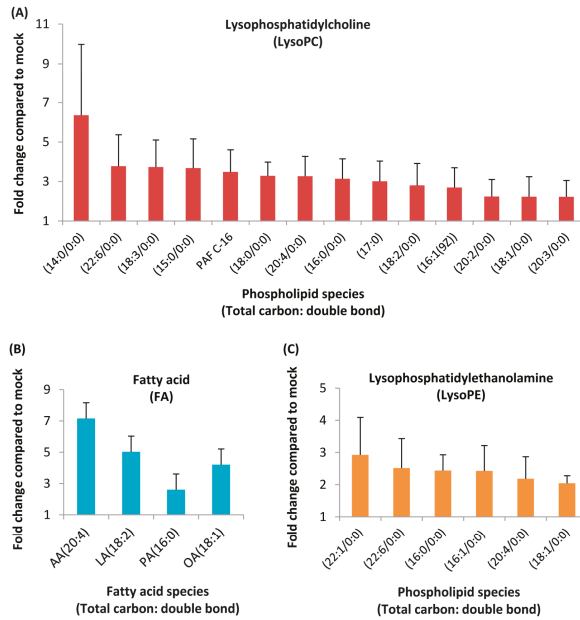 (A)
Lysophosphatidylcholine
(LysoPC)
Fold change compared to mock
11
9
7
5
3
1
(14:0/0:0)
(22:6/0:0)
(18:3/0:0)
(15:0/0:0)
PAF C-16
(18:0/0:0)
(20:4/0:0)
(16:0/0:0)
(17:0)
(18:2/0:0)
(16:1(9Z))
(20:2/0:0)
(18:1/0:0)
(20:3/0:0)
Phospholipid species
(Total carbon: double bond)
(B)
Fatty acid
(FA)
Fold change compared to mock
9
7
5
3
1
AA(20:4)
LA(18:2)
PA(16:0)
OA(18:1)
Fatty acid species
(Total carbon: double bond)
(C)
Lysophosphatidylethanolamine
(LysoPE)
Fold change compared to mock
5
4
3
2
1
(22:1/0:0)
(22:6/0:0)
(16:0/0:0)
(16:1/0:0)
(20:4/0:0)
(18:1/0:0)
Phospholipid species
(Total carbon: double bond)